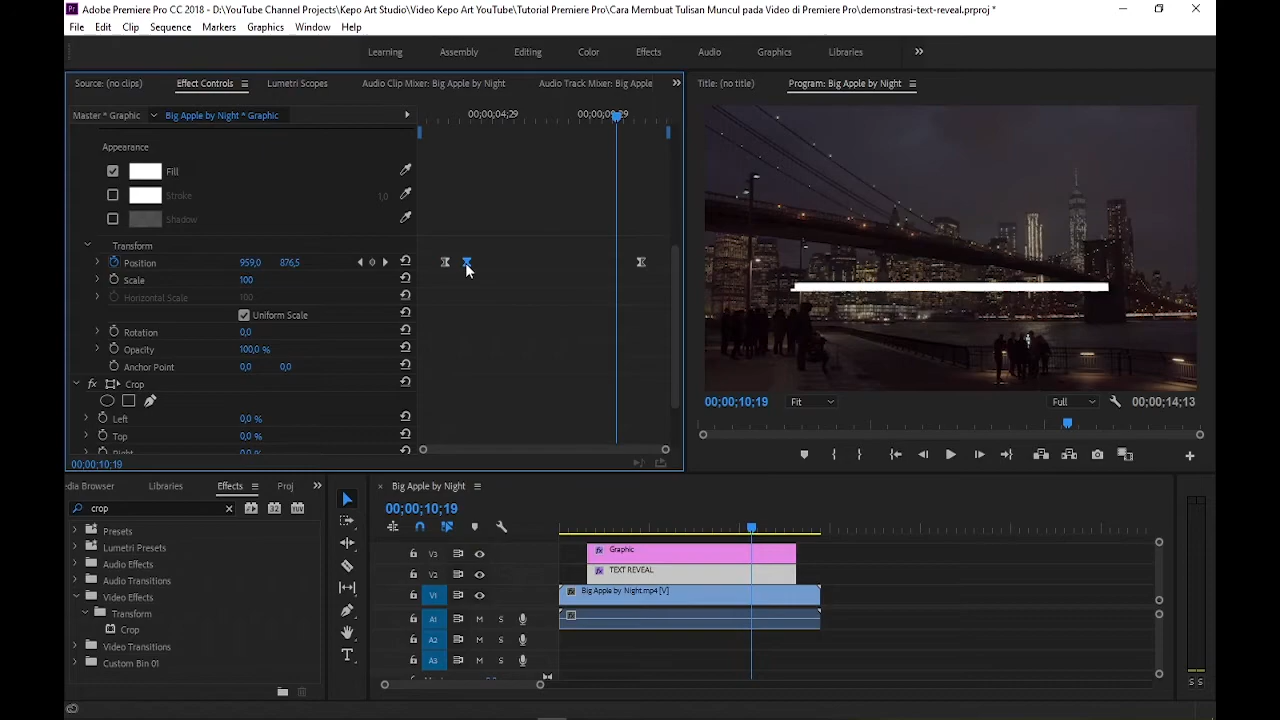 Adobe Premiere Pro CC 2018 - D:\YouTube Channel Projects\Kepo Art Studio\Video Kepo Art YouTube\Tutorial Premiere Pro\Cara Membuat Tulisan Muncul pada Video di Premiere Pro\demonstrasi-text-reveal.prproj *
File Edit Clip Sequence Markers Graphics Window Help
Learning Assembly Editing Color Effects Audio Graphics Libraries
Source: (no clips) Effect Controls Lumetri Scopes Audio Clip Mixer: Big Apple by Night Audio Track Mixer: Big Apple
Title: (no title) Program: Big Apple by Night
Master * Graphic Big Apple by Night * Graphic
00;00;04;29
Appearance
Fill
Stroke 1,0
Shadow
Transform
Position 959,0 876,5
Scale 100
Horizontal Scale 100
Uniform Scale
Rotation 0,0
Opacity 100,0 %
Anchor Point 0,0 0,0
fx Crop
Left 0,0 %
Top 0,0 %
Right 0,0 %
00;00;10;19
00;00;10;19 Fit Full 00;00;14;13
edia Browser Libraries Effects Proj
crop
Presets
Lumetri Presets
Audio Effects
Audio Transitions
Video Effects
Transform
Crop
Video Transitions
Custom Bin 01
× Big Apple by Night
00;00;10;19
V3 fx Graphic
V2 fx TEXT REVEAL
V1 Big Apple by Night.mp4 [V]
A1 M S
A2 M S
A3 M S
S S